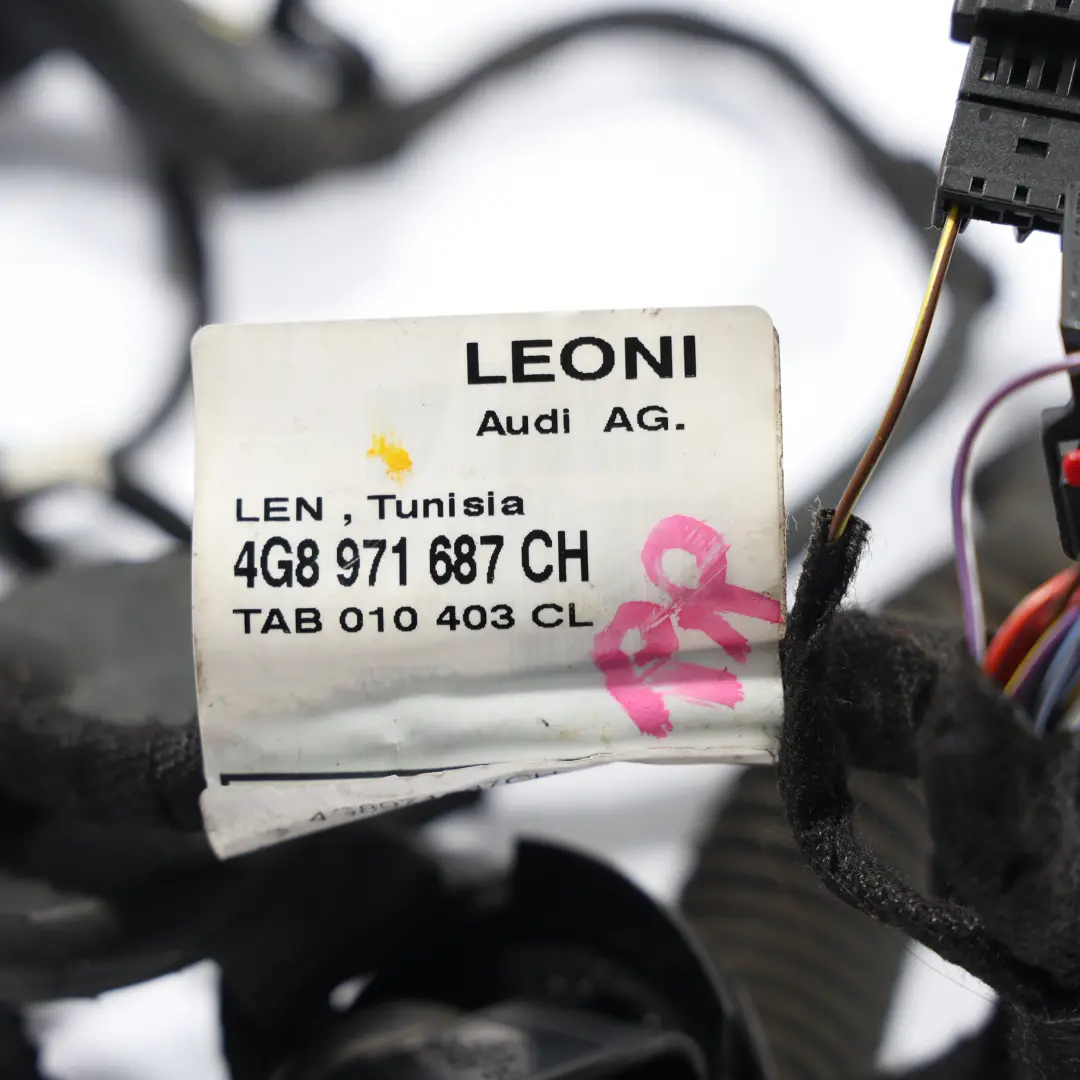 LEONI
Audi AG.
LEN , Tunisia
4G8 971 687 CH
TAB 010 403 CL